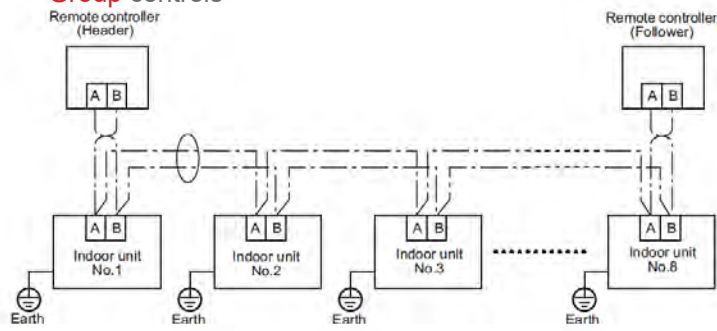 Group controls
Remote controller
(Header)
Remote controller
(Follower)
A B
A B
A B
Indoor unit
No.1
A B
Indoor unit
No.2
A B
Indoor unit
No.3
A B
Indoor unit
No.8
Earth
Earth
Earth
Earth